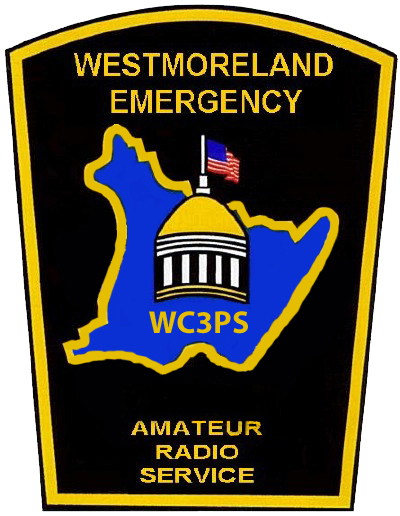 WESTMORELAND
EMERGENCY
WC3PS
AMATEUR
RADIO
SERVICE